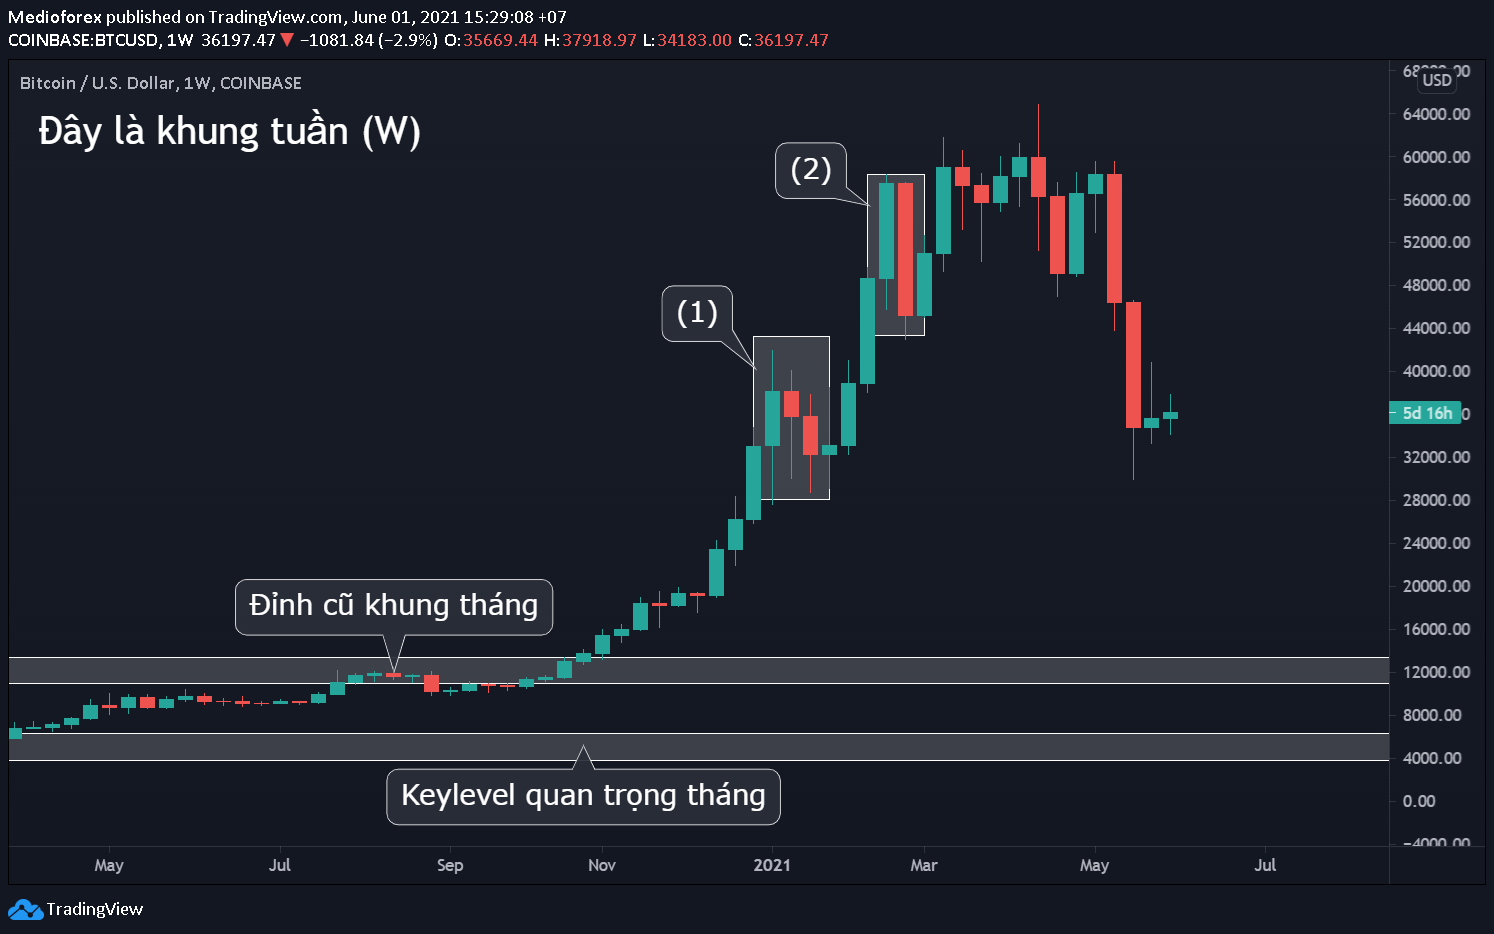 Medioforex published on TradingView.com, June 01, 2021 15:29:08 +07
COINBASE:BTCUSD, 1W 36197.47 ▼ −1081.84 (−2.9%) O:35669.44 H:37918.97 L:34183.00 C:36197.47
Bitcoin / U.S. Dollar, 1W, COINBASE
Đây là khung tuần (W)
USD
64000.00
(2)
60000.00
56000.00
52000.00
48000.00
(1)
44000.00
40000.00
5d 16h
32000.00
28000.00
24000.00
20000.00
Đỉnh cũ khung tháng
16000.00
12000.00
8000.00
4000.00
Keylevel quan trọng tháng
0.00
−4000.00
May Jul Sep Nov 2021 Mar May Jul
TradingView